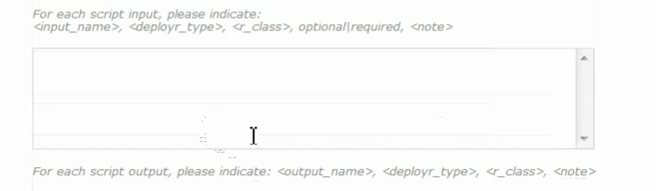 For each script input, please indicate:
<input_name>, <deployr_type>, <r_class>, optional|required, <note>
For each script output, please indicate: <output_name>, <deployr_type>, <r_class>, <note>